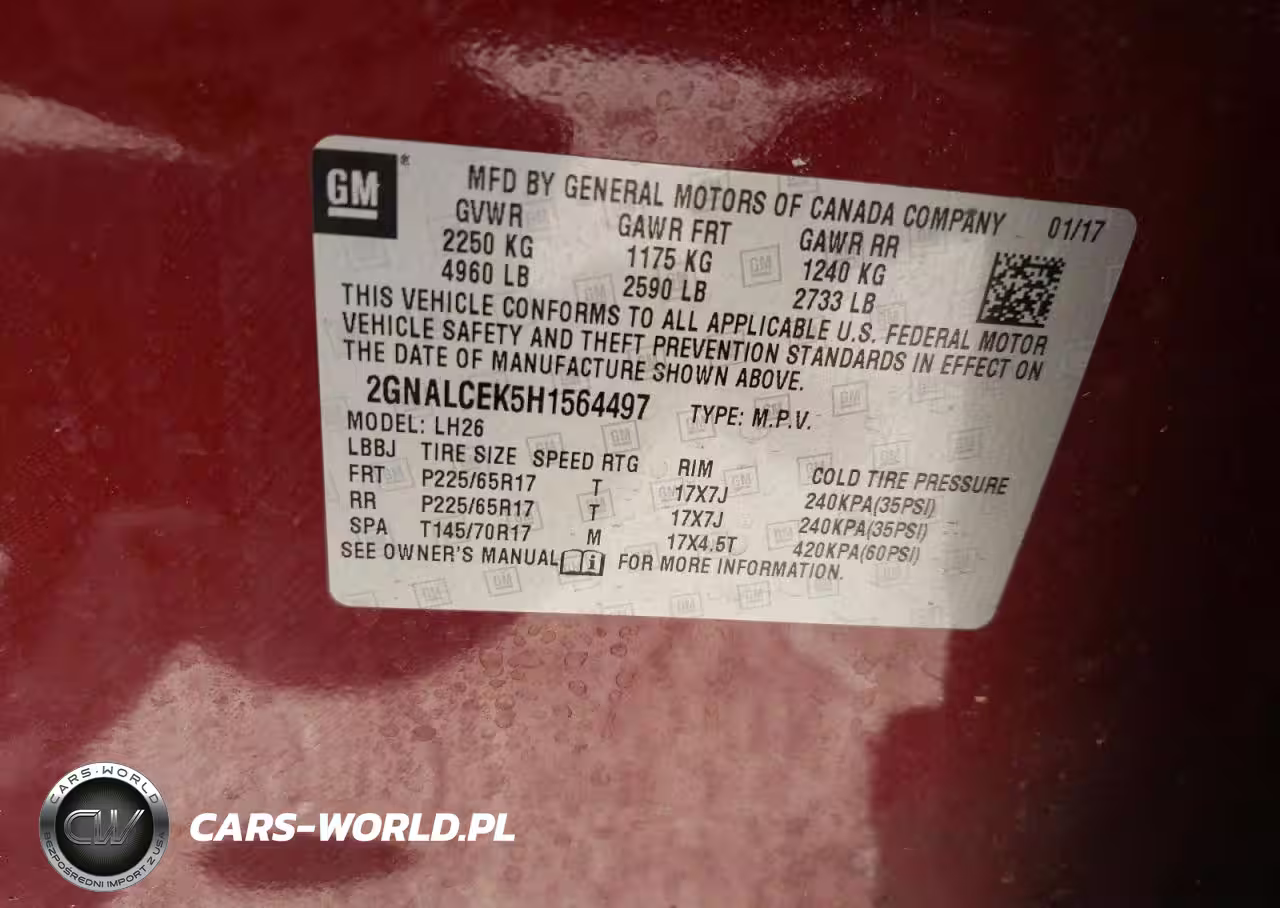 GM®
MFD BY GENERAL MOTORS OF CANADA COMPANY 01/17
GVWR GAWR FRT GAWR RR
2250 KG 1175 KG 1240 KG
4960 LB 2590 LB 2733 LB
THIS VEHICLE CONFORMS TO ALL APPLICABLE U.S. FEDERAL MOTOR
VEHICLE SAFETY AND THEFT PREVENTION STANDARDS IN EFFECT ON
THE DATE OF MANUFACTURE SHOWN ABOVE.
2GNALCEK5H1564497 TYPE: M.P.V.
MODEL: LH26
LBBJ TIRE SIZE SPEED RTG RIM COLD TIRE PRESSURE
FRT P225/65R17 T 17X7J 240KPA(35PSI)
RR P225/65R17 T 17X7J 240KPA(35PSI)
SPA T145/70R17 M 17X4.5T 420KPA(60PSI)
SEE OWNER'S MANUAL FOR MORE INFORMATION.
CARS-WORLD
CW
BEZPOŚREDNI IMPORT Z USA
CARS-WORLD.PL